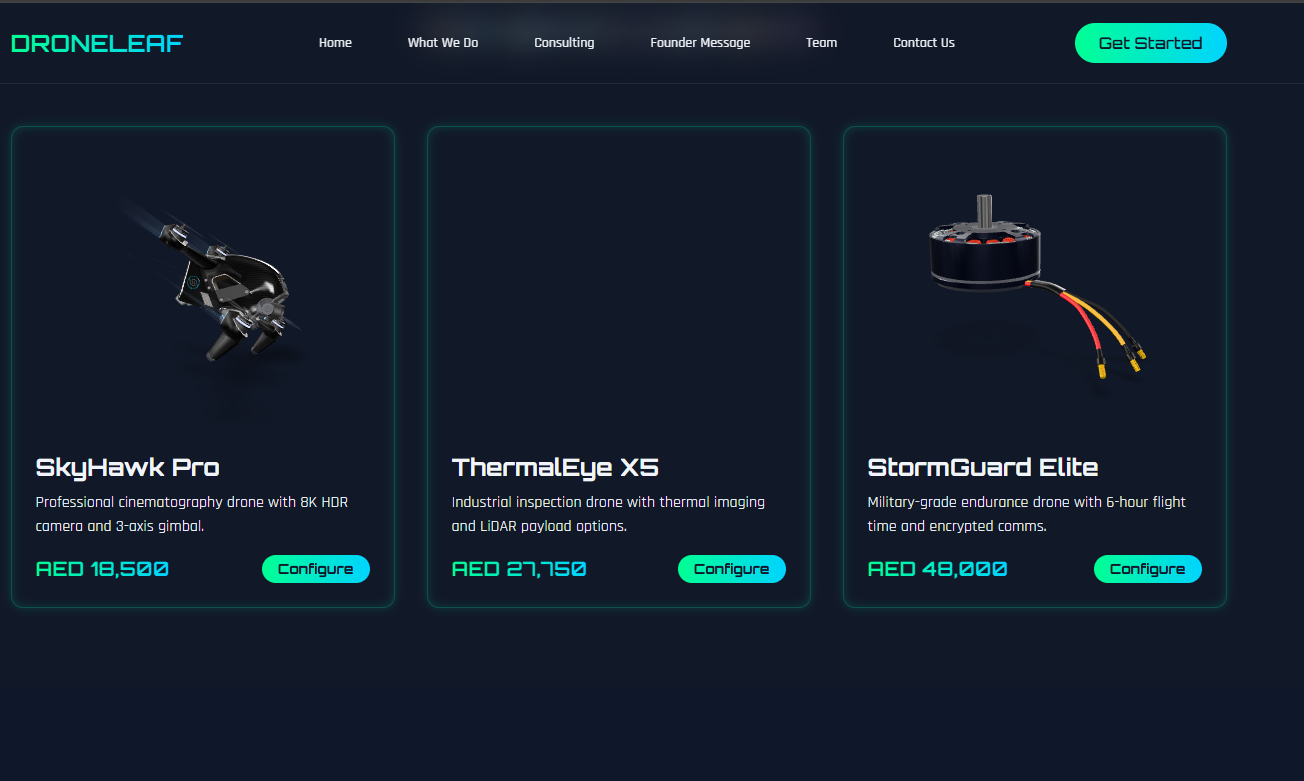 DRONELEAF
Home
What We Do
Consulting
Founder Message
Team
Contact Us
Get Started
SkyHawk Pro
Professional cinematography drone with 8K HDR
camera and 3-axis gimbal.
AED 18,500
Configure
ThermalEye X5
Industrial inspection drone with thermal imaging
and LiDAR payload options.
AED 27,750
Configure
StormGuard Elite
Military-grade endurance drone with 6-hour flight
time and encrypted comms.
AED 48,000
Configure